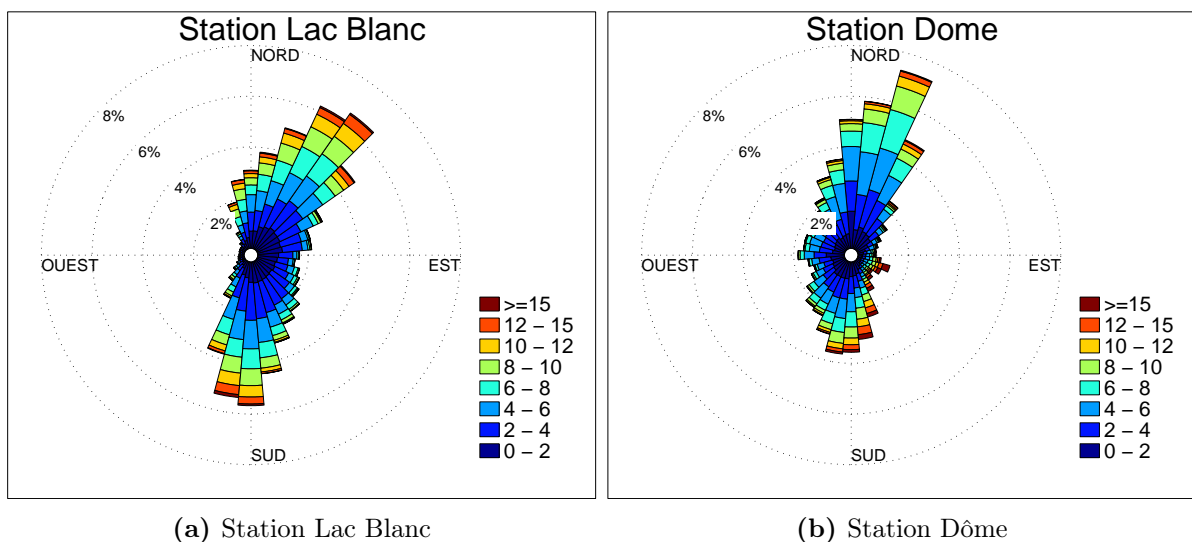 Station Lac Blanc
NORD
8%
6%
4%
2%
OUEST
EST
SUD
>=15
12 – 15
10 – 12
8 – 10
6 – 8
4 – 6
2 – 4
0 – 2
(a) Station Lac Blanc
Station Dome
NORD
8%
6%
4%
2%
OUEST
EST
SUD
>=15
12 – 15
10 – 12
8 – 10
6 – 8
4 – 6
2 – 4
0 – 2
(b) Station Dôme